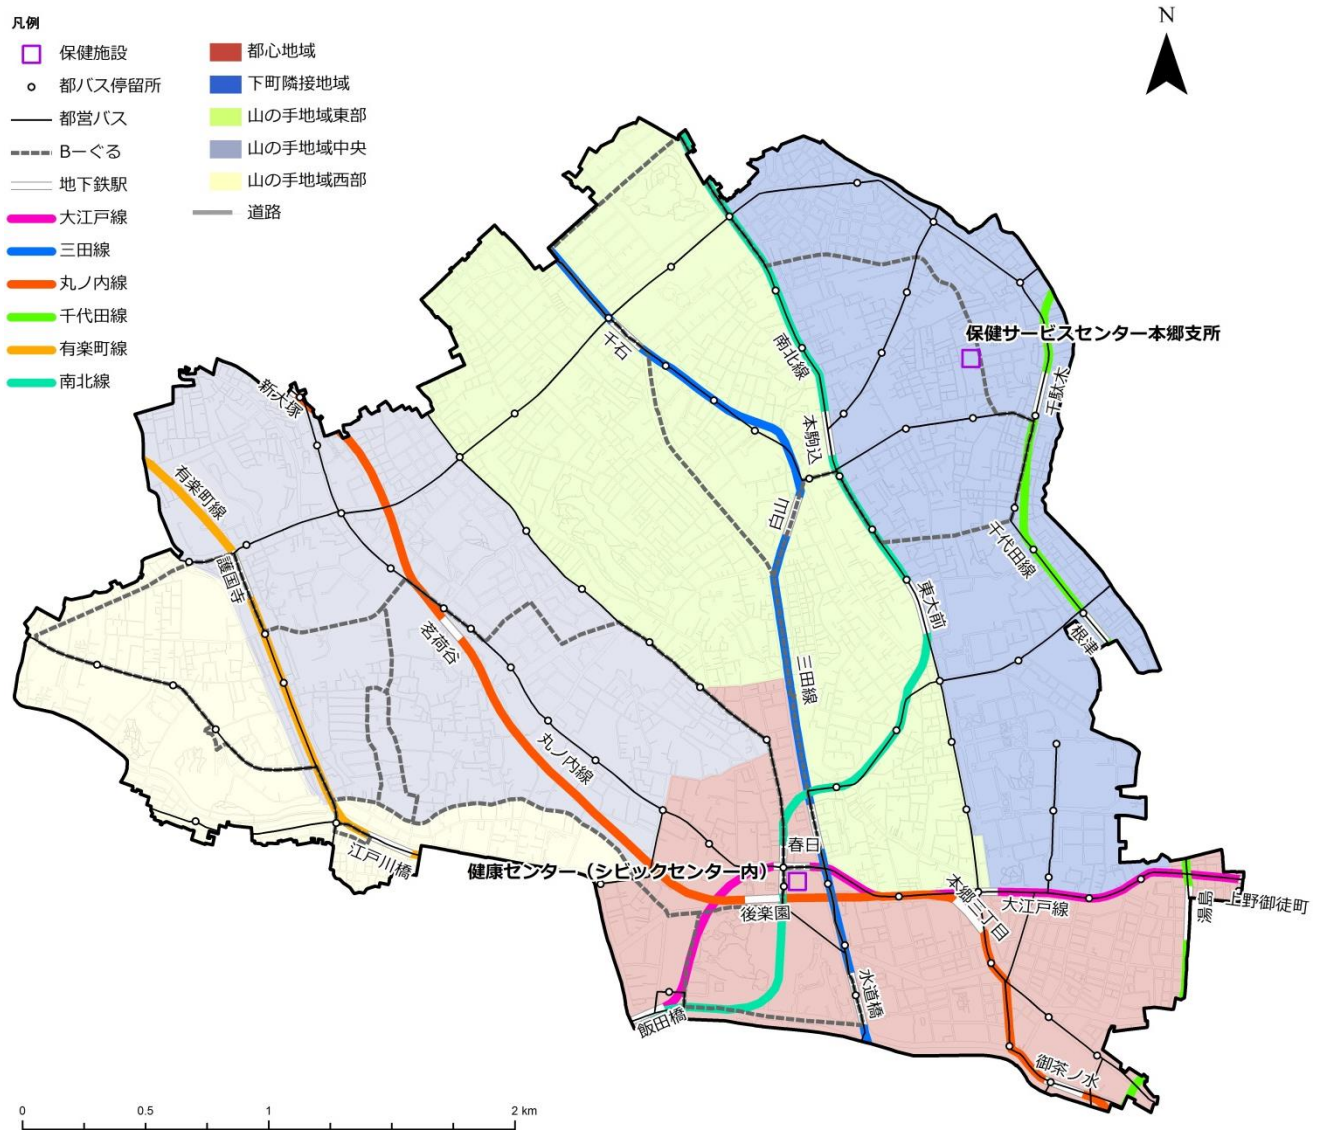 凡例
保健施設
都バス停留所
都営バス
Bーぐる
地下鉄駅
大江戸線
三田線
丸ノ内線
千代田線
有楽町線
南北線
都心地域
下町隣接地域
山の手地域東部
山の手地域中央
山の手地域西部
道路
N
保健サービスセンター本郷支所
千石
南北線
千駄木
新大塚
本駒込
有楽町線
白山
千代田線
護国寺
東大前
茗荷谷
根津
三田線
丸ノ内線
春日
江戸川橋
健康センター（シビックセンター内）
本郷三丁目
大江戸線
湯島
上野御徒町
後楽園
水道橋
飯田橋
御茶ノ水
0 0.5 1 2 km